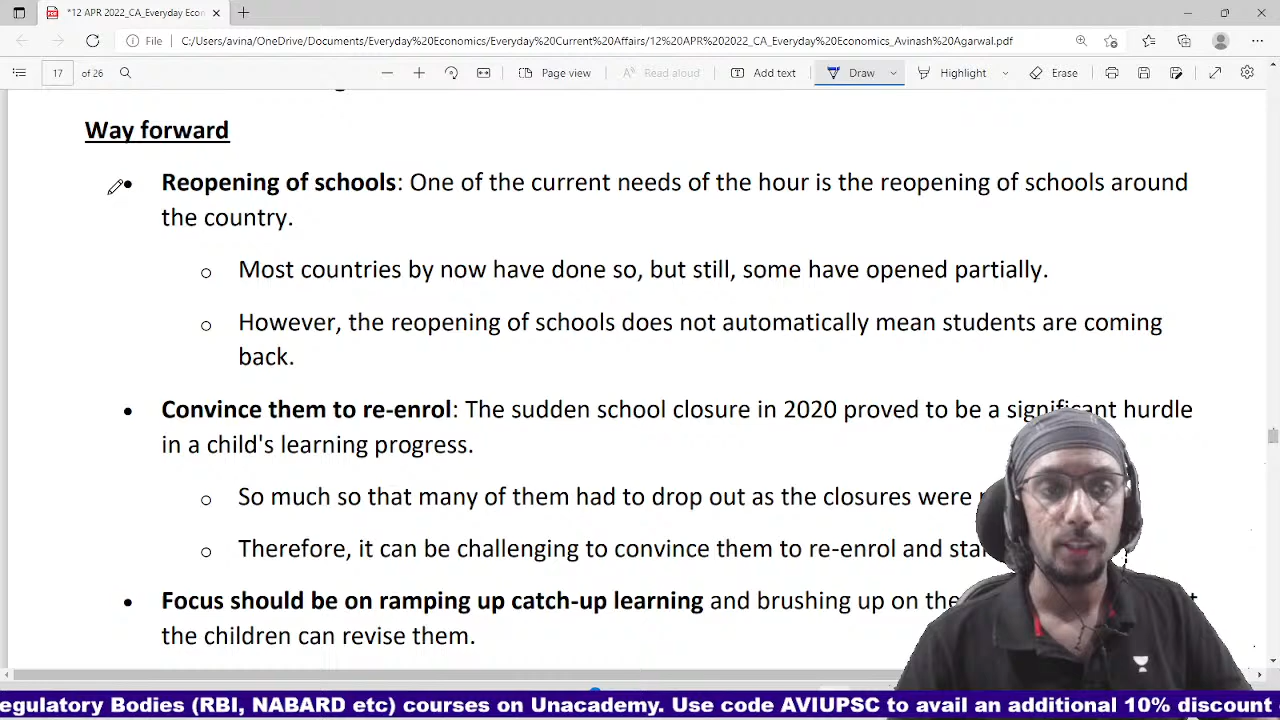 *12 APR 2022_CA_Everyday Econ
File C:/Users/avina/OneDrive/Documents/Everyday%20Economics/Everyday%20Current%20Affairs/12%20APR%202022_CA_Everyday%20Economics_Avinash%20Agarwal.pdf
17 of 26 Page view Read aloud Add text Draw Highlight Erase
Way forward
• Reopening of schools: One of the current needs of the hour is the reopening of schools around
the country.
o Most countries by now have done so, but still, some have opened partially.
o However, the reopening of schools does not automatically mean students are coming
back.
• Convince them to re-enrol: The sudden school closure in 2020 proved to be a significant hurdle
in a child's learning progress.
o So much so that many of them had to drop out as the closures were
o Therefore, it can be challenging to convince them to re-enrol and
• Focus should be on ramping up catch-up learning and brushing up on the
the children can revise them.
egulatory Bodies (RBI, NABARD etc) courses on Unacademy. Use code AVIUPSC to avail an additional 10% discount